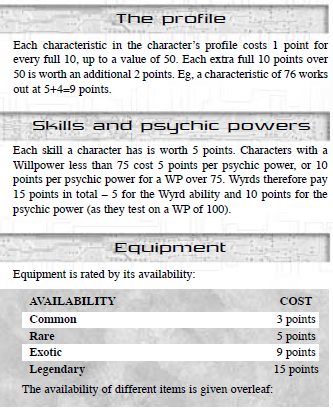 The profile
Each characteristic in the character's profile costs 1 point for
every full 10, up to a value of 50. Each extra full 10 points over
50 is worth an additional 2 points. Eg, a characteristic of 76 works
out at 5+4=9 points.
Skills and psychic powers
Each skill a character has is worth 5 points. Characters with a
Willpower less than 75 cost 5 points per psychic power, or 10
points per psychic power for a WP over 75. Wyrds therefore pay
15 points in total – 5 for the Wyrd ability and 10 points for the
psychic power (as they test on a WP of 100).
Equipment
Equipment is rated by its availability:
AVAILABILITY COST
Common 3 points
Rare 5 points
Exotic 9 points
Legendary 15 points
The availability of different items is given overleaf: